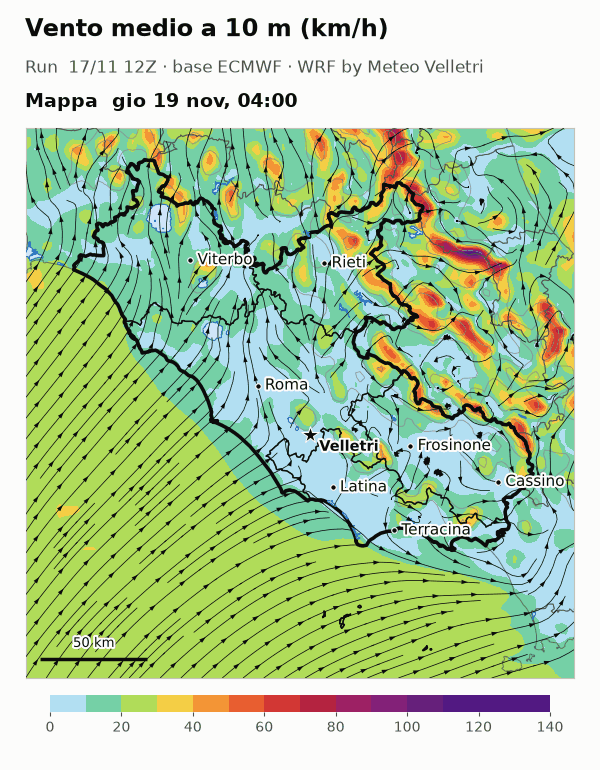 Vento medio a 10 m (km/h)
Run 17/11 12Z · base ECMWF · WRF by Meteo Velletri
Mappa gio 19 nov, 04:00
Viterbo
Rieti
Roma
Velletri
Frosinone
Latina
Cassino
Terracina
50 km
0 20 40 60 80 100 120 140